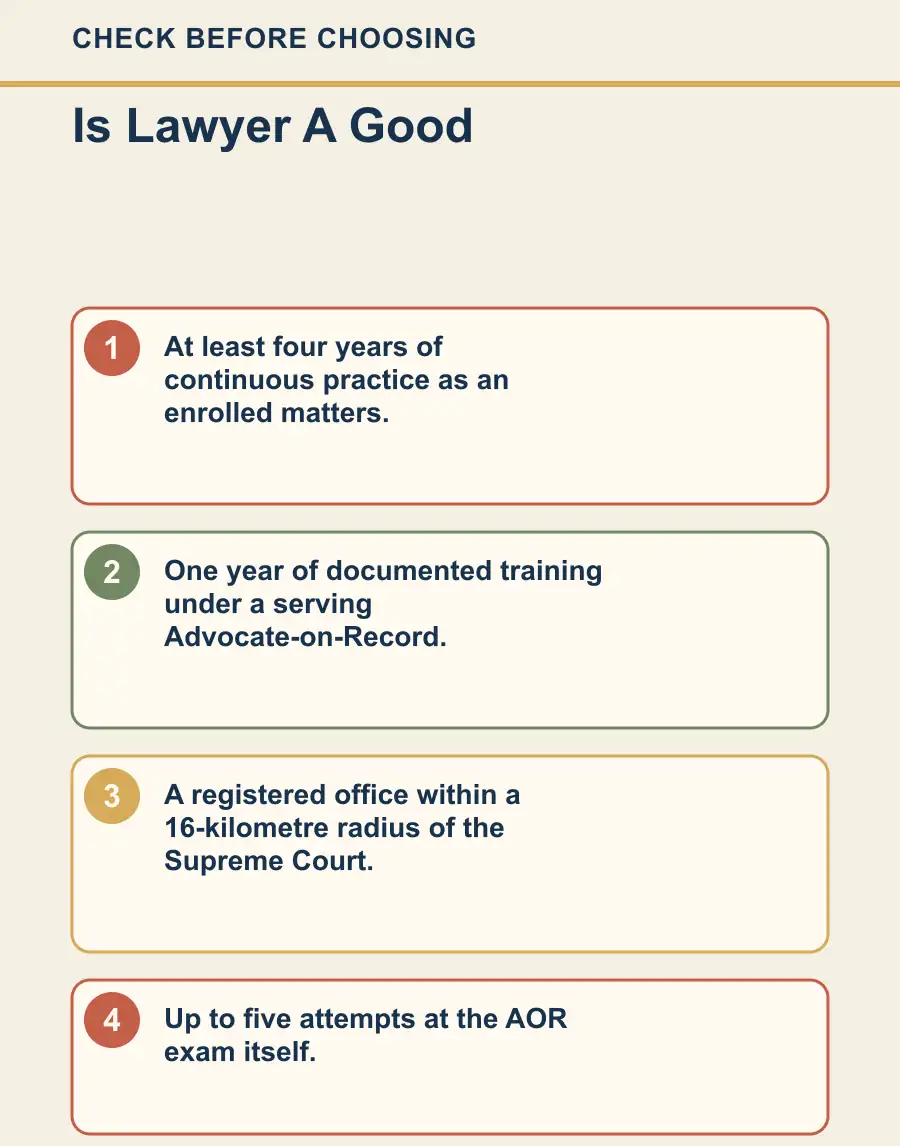 CHECK BEFORE CHOOSING
Is Lawyer A Good
1
At least four years of
continuous practice as an
enrolled matters.
2
One year of documented training
under a serving
Advocate-on-Record.
3
A registered office within a
16-kilometre radius of the
Supreme Court.
4
Up to five attempts at the AOR
exam itself.